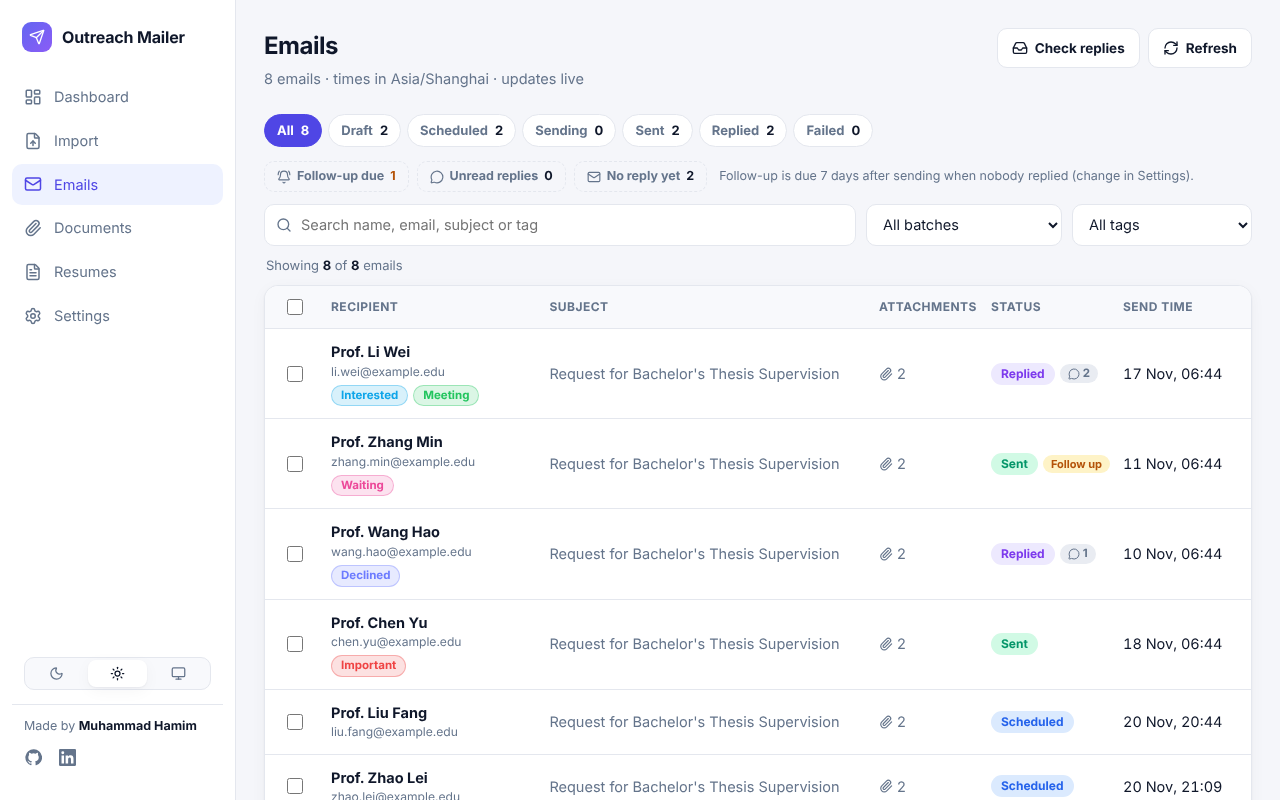 Outreach Mailer
Dashboard
Import
Emails
Documents
Resumes
Settings
Made by Muhammad Hamim
Emails
8 emails · times in Asia/Shanghai · updates live
Check replies
Refresh
All 8
Draft 2
Scheduled 2
Sending 0
Sent 2
Replied 2
Failed 0
Follow-up due 1
Unread replies 0
No reply yet 2
Follow-up is due 7 days after sending when nobody replied (change in Settings).
Search name, email, subject or tag
All batches
All tags
Showing 8 of 8 emails
RECIPIENT SUBJECT ATTACHMENTS STATUS SEND TIME
Prof. Li Wei
li.wei@example.edu
Interested Meeting
Request for Bachelor's Thesis Supervision 2 Replied 2 17 Nov, 06:44
Prof. Zhang Min
zhang.min@example.edu
Waiting
Request for Bachelor's Thesis Supervision 2 Sent Follow up 11 Nov, 06:44
Prof. Wang Hao
wang.hao@example.edu
Declined
Request for Bachelor's Thesis Supervision 2 Replied 1 10 Nov, 06:44
Prof. Chen Yu
chen.yu@example.edu
Important
Request for Bachelor's Thesis Supervision 2 Sent 18 Nov, 06:44
Prof. Liu Fang
liu.fang@example.edu
Request for Bachelor's Thesis Supervision 2 Scheduled 20 Nov, 20:44
Prof. Zhao Lei
zhao.lei@example.edu
Request for Bachelor's Thesis Supervision 2 Scheduled 20 Nov, 21:09